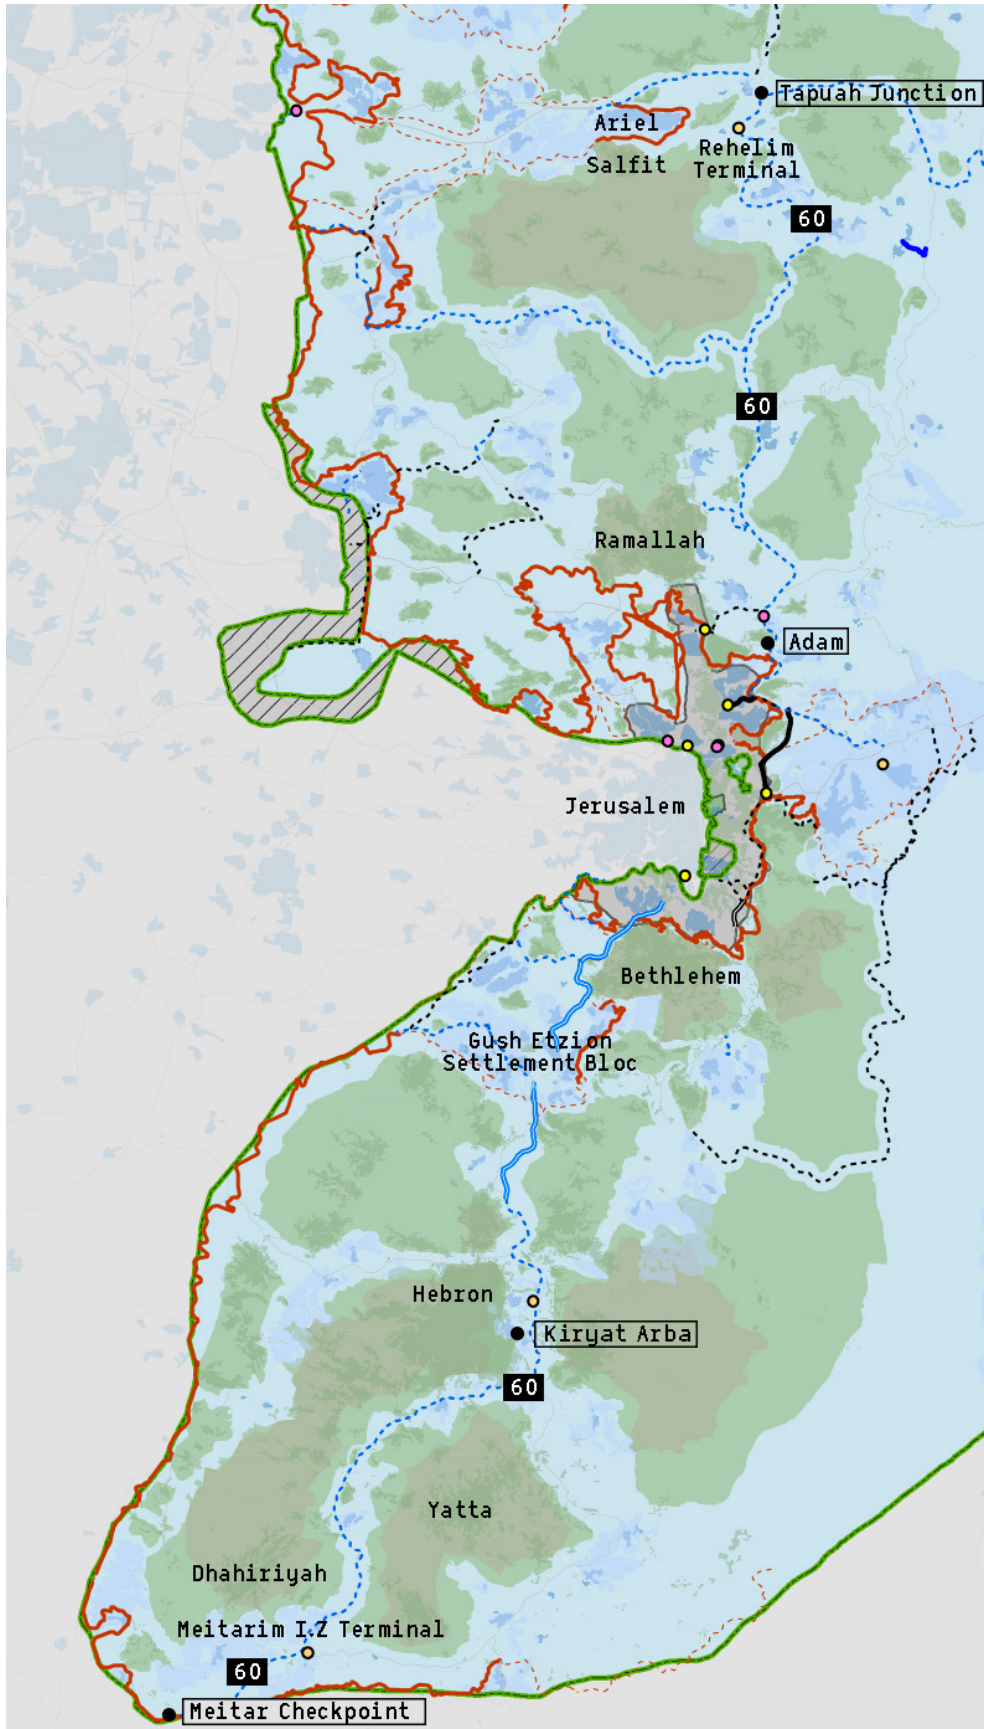 Tapuah Junction
Ariel
Rehelim
Terminal
Salfit
60
60
Ramallah
Adam
Jerusalem
Bethlehem
Gush Etzion
Settlement Bloc
Hebron
Kiryat Arba
60
Yatta
Dhahiriyah
Meitarim I.Z Terminal
60
Meitar Checkpoint